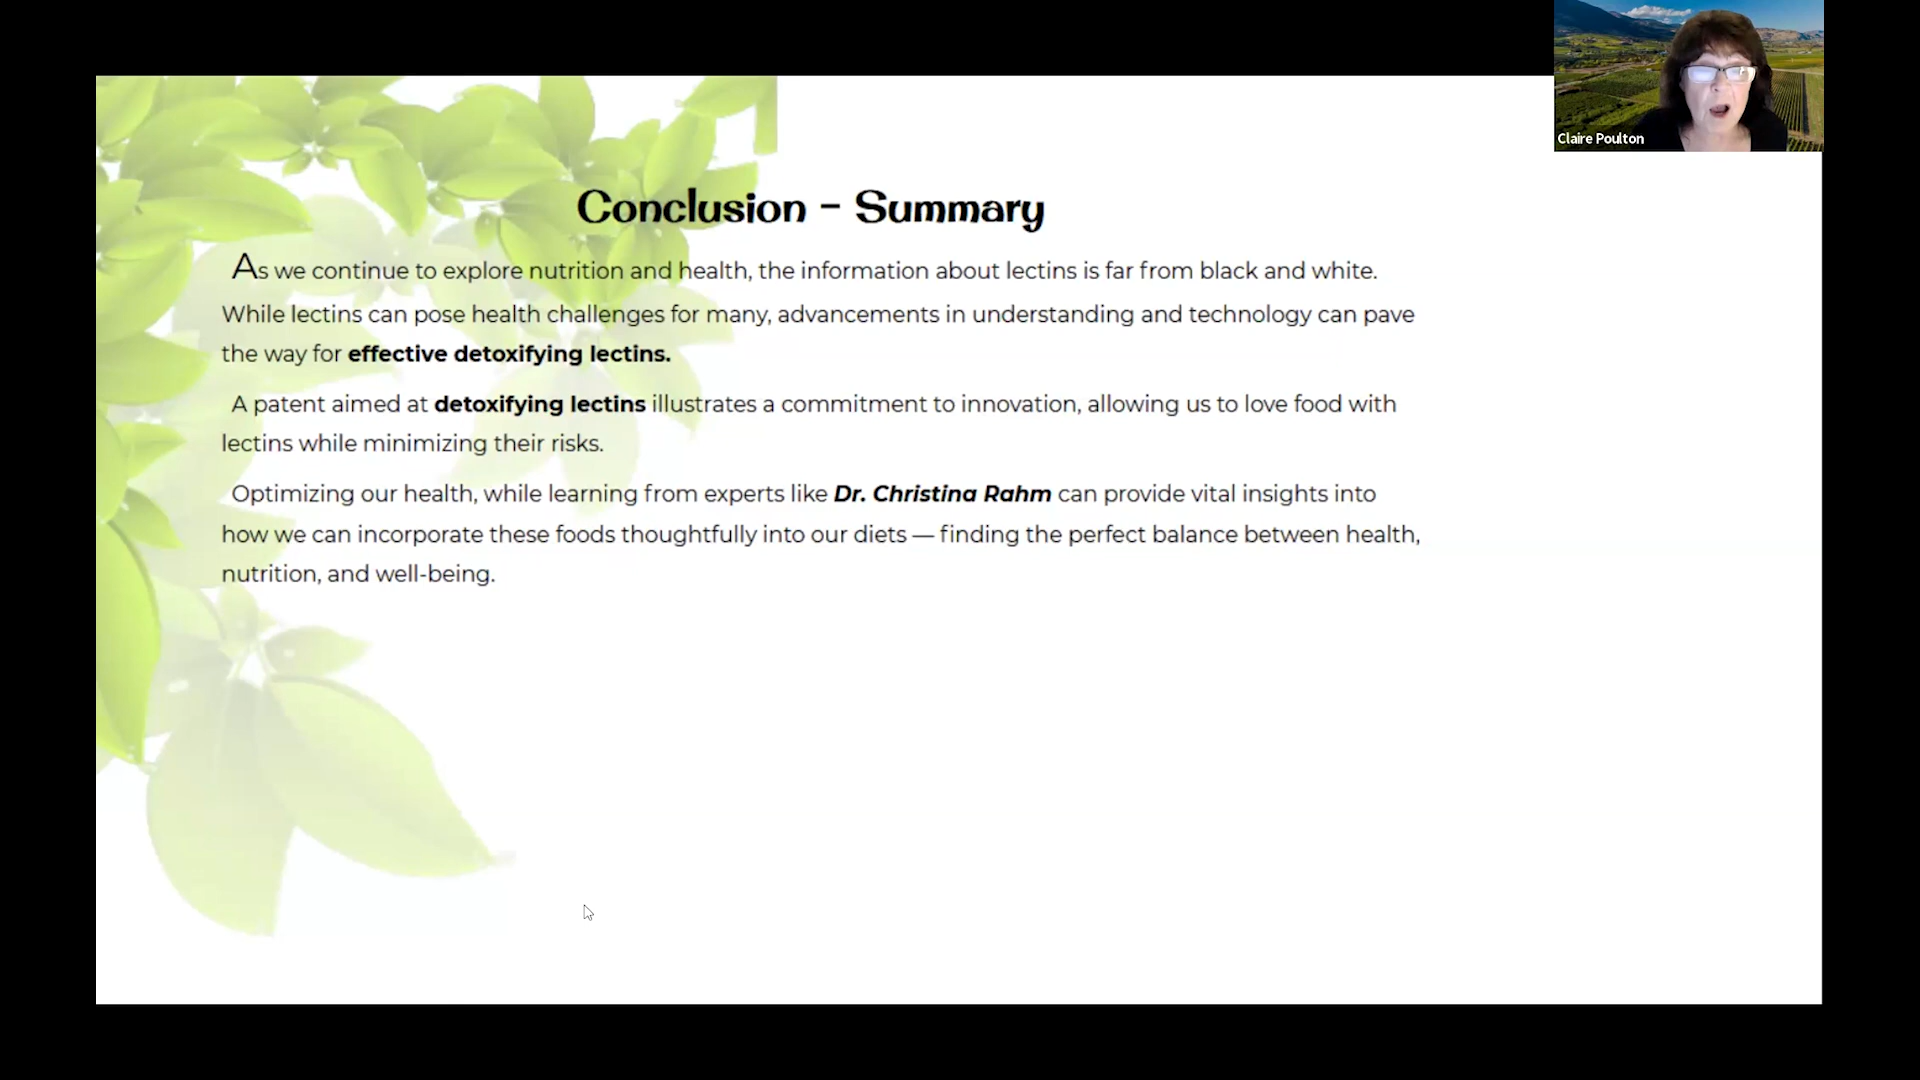 Claire Poulton
Conclusion - Summary
As we continue to explore nutrition and health, the information about lectins is far from black and white.
While lectins can pose health challenges for many, advancements in understanding and technology can pave
the way for effective detoxifying lectins.
A patent aimed at detoxifying lectins illustrates a commitment to innovation, allowing us to love food with
lectins while minimizing their risks.
Optimizing our health, while learning from experts like Dr. Christina Rahm can provide vital insights into
how we can incorporate these foods thoughtfully into our diets — finding the perfect balance between health,
nutrition, and well-being.